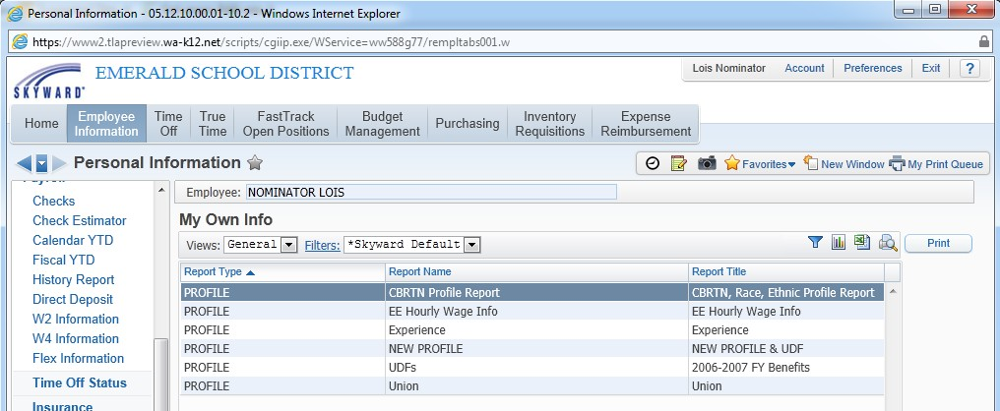 Personal Information - 05.12.10.00.01-10.2 - Windows Internet Explorer
https://www2.tlapreview.wa-k12.net/scripts/cgiip.exe/WService=ww588g77/rempltabs001.w
SKYWARD® EMERALD SCHOOL DISTRICT
Lois Nominator Account Preferences Exit ?
Home Employee Information Time Off True Time FastTrack Open Positions Budget Management Purchasing Inventory Requisitions Expense Reimbursement
Personal Information Favorites New Window My Print Queue
Payroll
Checks
Check Estimator
Calendar YTD
Fiscal YTD
History Report
Direct Deposit
W2 Information
W4 Information
Flex Information
Time Off Status
Insurance
Employee: NOMINATOR LOIS
My Own Info
Views: General Filters: *Skyward Default Print
Report Type Report Name Report Title
PROFILE CBRTN Profile Report CBRTN, Race, Ethnic Profile Report
PROFILE EE Hourly Wage Info EE Hourly Wage Info
PROFILE Experience Experience
PROFILE NEW PROFILE NEW PROFILE & UDF
PROFILE UDFs 2006-2007 FY Benefits
PROFILE Union Union